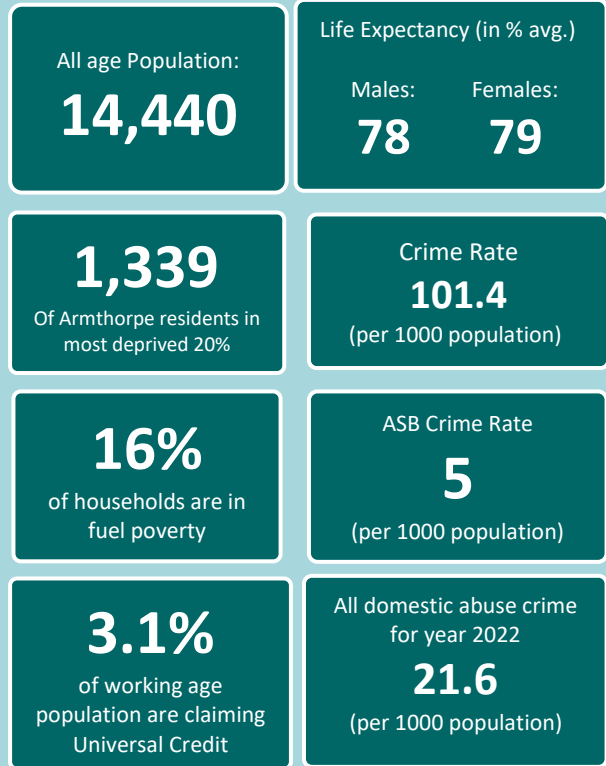 All age Population:
14,440
Life Expectancy (in % avg.)
Males:
Females:
78
79
1,339
Of Armthorpe residents in
most deprived 20%
Crime Rate
101.4
(per 1000 population)
16%
of households are in
fuel poverty
ASB Crime Rate
5
(per 1000 population)
3.1%
of working age
population are claiming
Universal Credit
All domestic abuse crime
for year 2022
21.6
(per 1000 population)